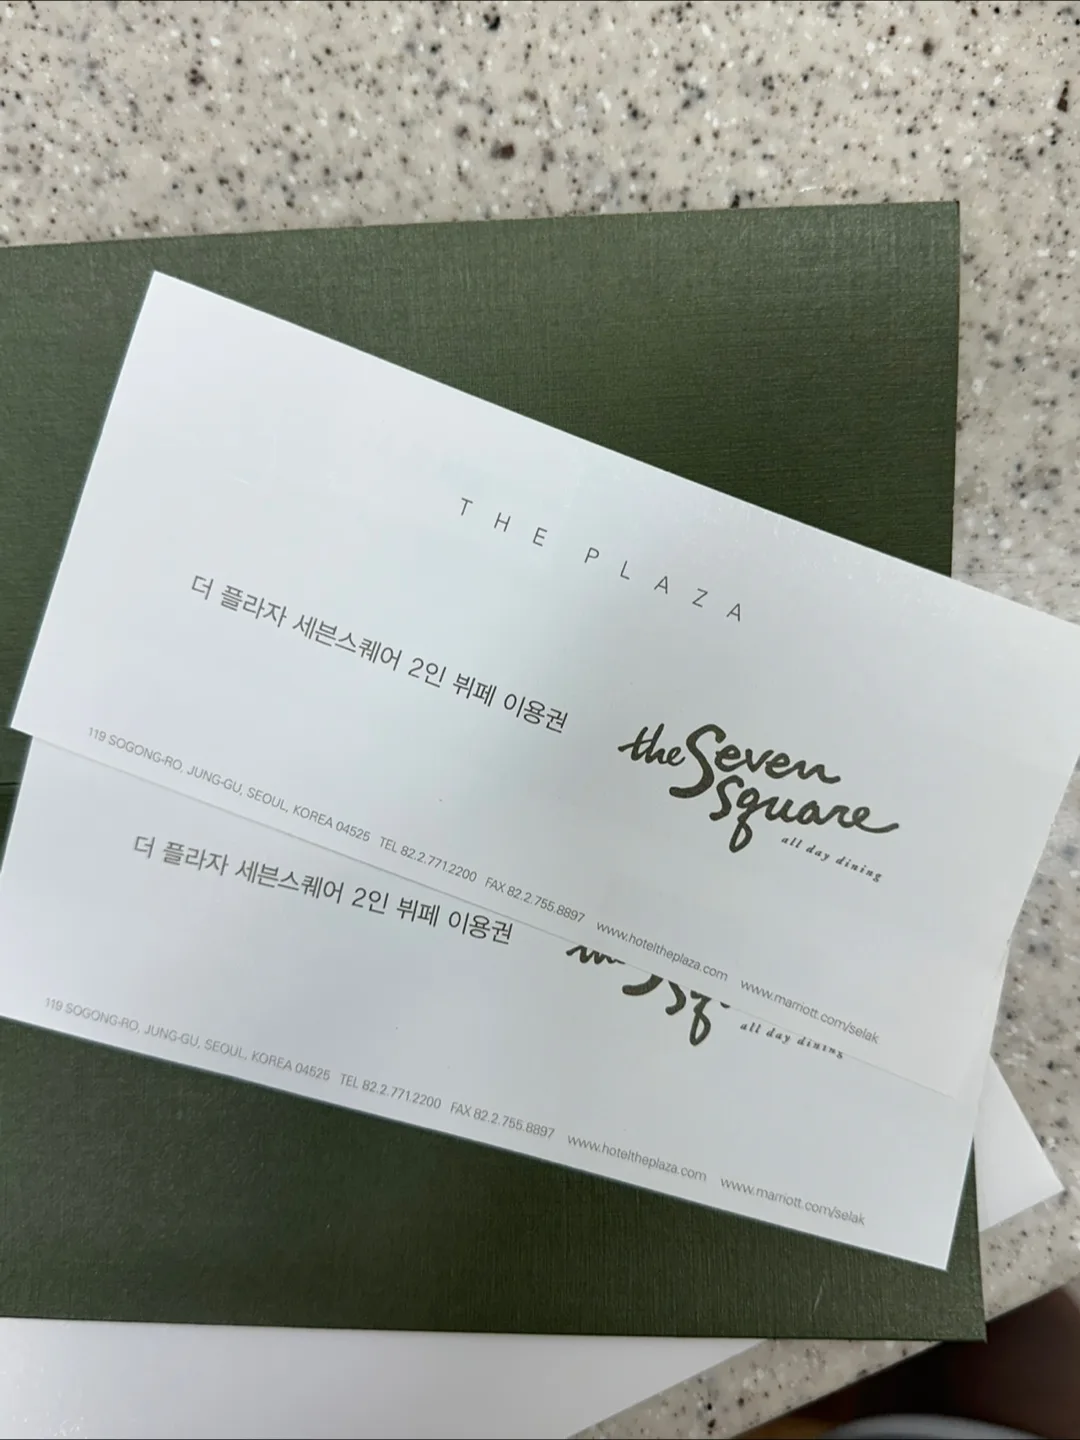 THE PLAZA
더 플라자 세븐스퀘어 2인 뷔페 이용권
the Seven
Square
all day dining
119 SOGONG-RO, JUNG-GU, SEOUL, KOREA 04525 TEL 82.2.771.2200 FAX 82.2.755.8897 www.hoteltheplaza.com www.marriott.com/selak
더 플라자 세븐스퀘어 2인 뷔페 이용권
all day dining
119 SOGONG-RO, JUNG-GU, SEOUL, KOREA 04525 TEL 82.2.771.2200 FAX 82.2.755.8897 www.hoteltheplaza.com www.marriott.com/selak